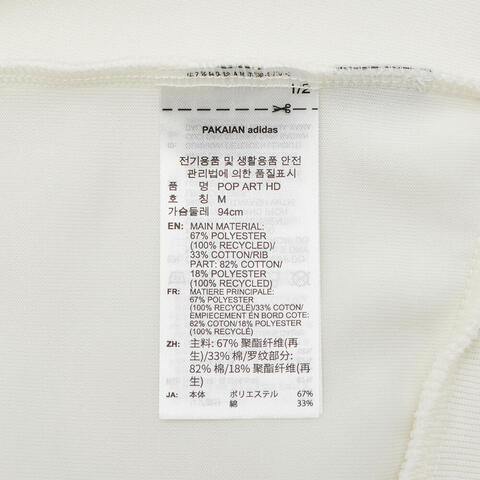 1/2
PAKAIAN adidas
전기용품 및 생활용품 안전
관리법에 의한 품질표시
품 명 POP ART HD
호 칭 M
가슴둘레 94cm
EN: MAIN MATERIAL:
67% POLYESTER
(100% RECYCLED)/
33% COTTON/RIB
PART: 82% COTTON/
18% POLYESTER
(100% RECYCLED)
FR: MATIERE PRINCIPALE:
67% POLYESTER
(100% RECYCLÉ)/33% COTON/
EMPIECEMENT EN BORD COTE:
82% COTON/18% POLYESTER
(100% RECYCLÉ)
ZH: 主料: 67% 聚酯纤维(再
生)/33% 棉/罗纹部分:
82% 棉/18% 聚酯纤维(再
生)
JA: 本体 ポリエステル 67%
綿 33%